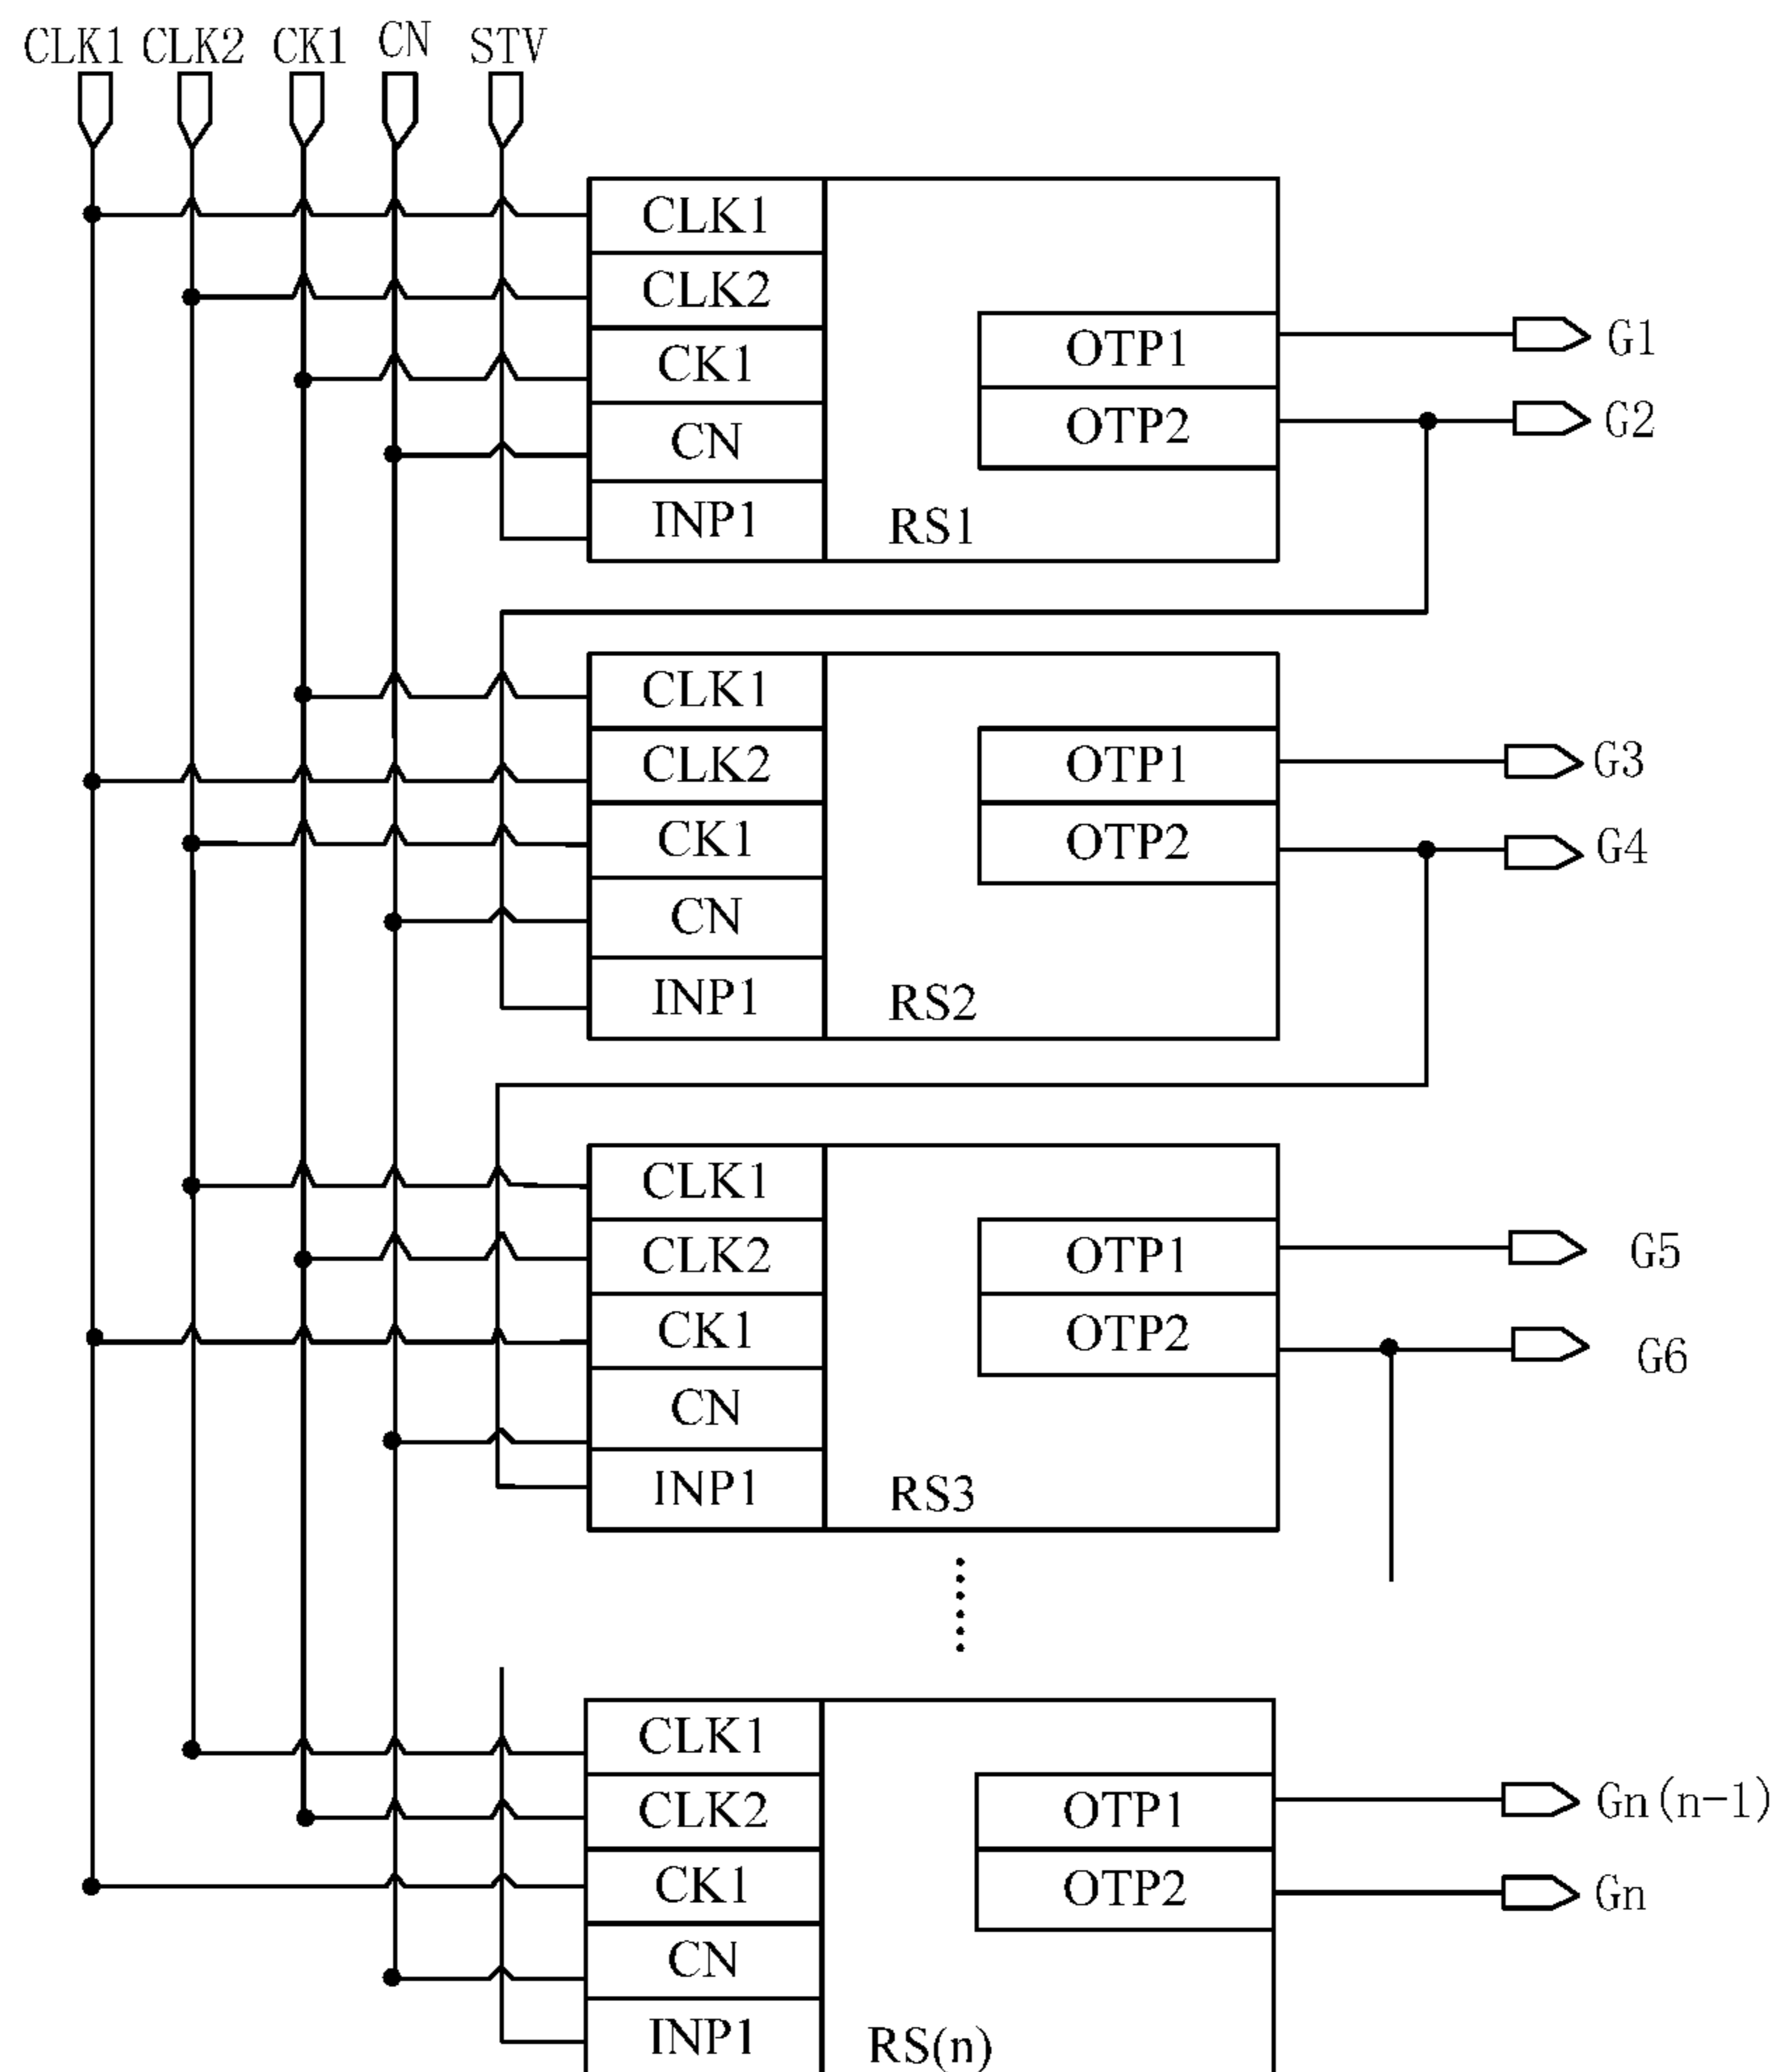 CLK1 CLK2 CK1 CN STV
CLK1
CLK2
CK1
CN
INP1
OTP1
OTP2
RS1
G1
G2
CLK1
CLK2
CK1
CN
INP1
OTP1
OTP2
RS2
G3
G4
CLK1
CLK2
CK1
CN
INP1
OTP1
OTP2
RS3
G5
G6
CLK1
CLK2
CK1
CN
INP1
OTP1
OTP2
RS(n)
Gn(n-1)
Gn